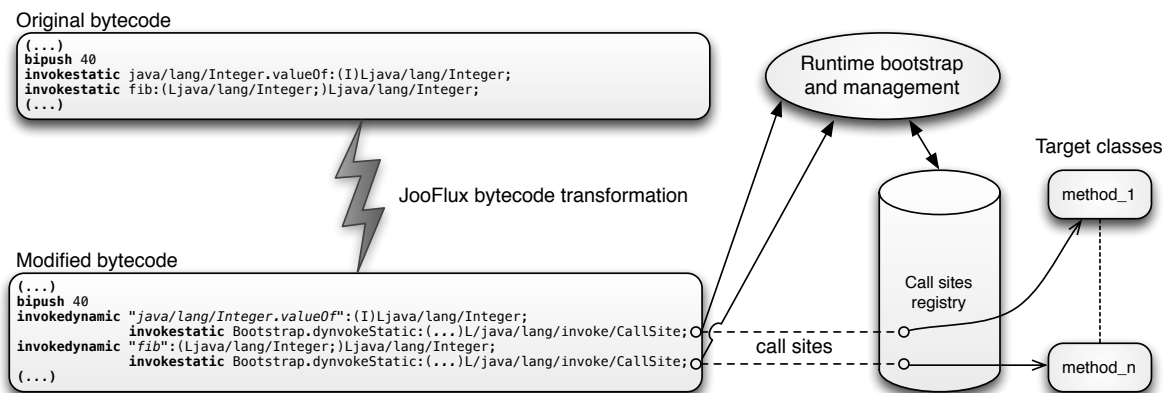 Original bytecode
(...)
bipush 40
invokestatic java/lang/Integer.valueOf:(I)Ljava/lang/Integer;
invokestatic fib:(Ljava/lang/Integer;)Ljava/lang/Integer;
(...)
Runtime bootstrap
and management
Target classes
method_1
JooFlux bytecode transformation
Modified bytecode
(...)
bipush 40
invokedynamic "java/lang/Integer.valueOf":(I)Ljava/lang/Integer;
invokestatic Bootstrap.dynvokeStatic:(...)L/java/lang/invoke/CallSite;
invokedynamic "fib":(Ljava/lang/Integer;)Ljava/lang/Integer;
invokestatic Bootstrap.dynvokeStatic:(...)L/java/lang/invoke/CallSite;
(...)
call sites
Call sites
registry
method_n